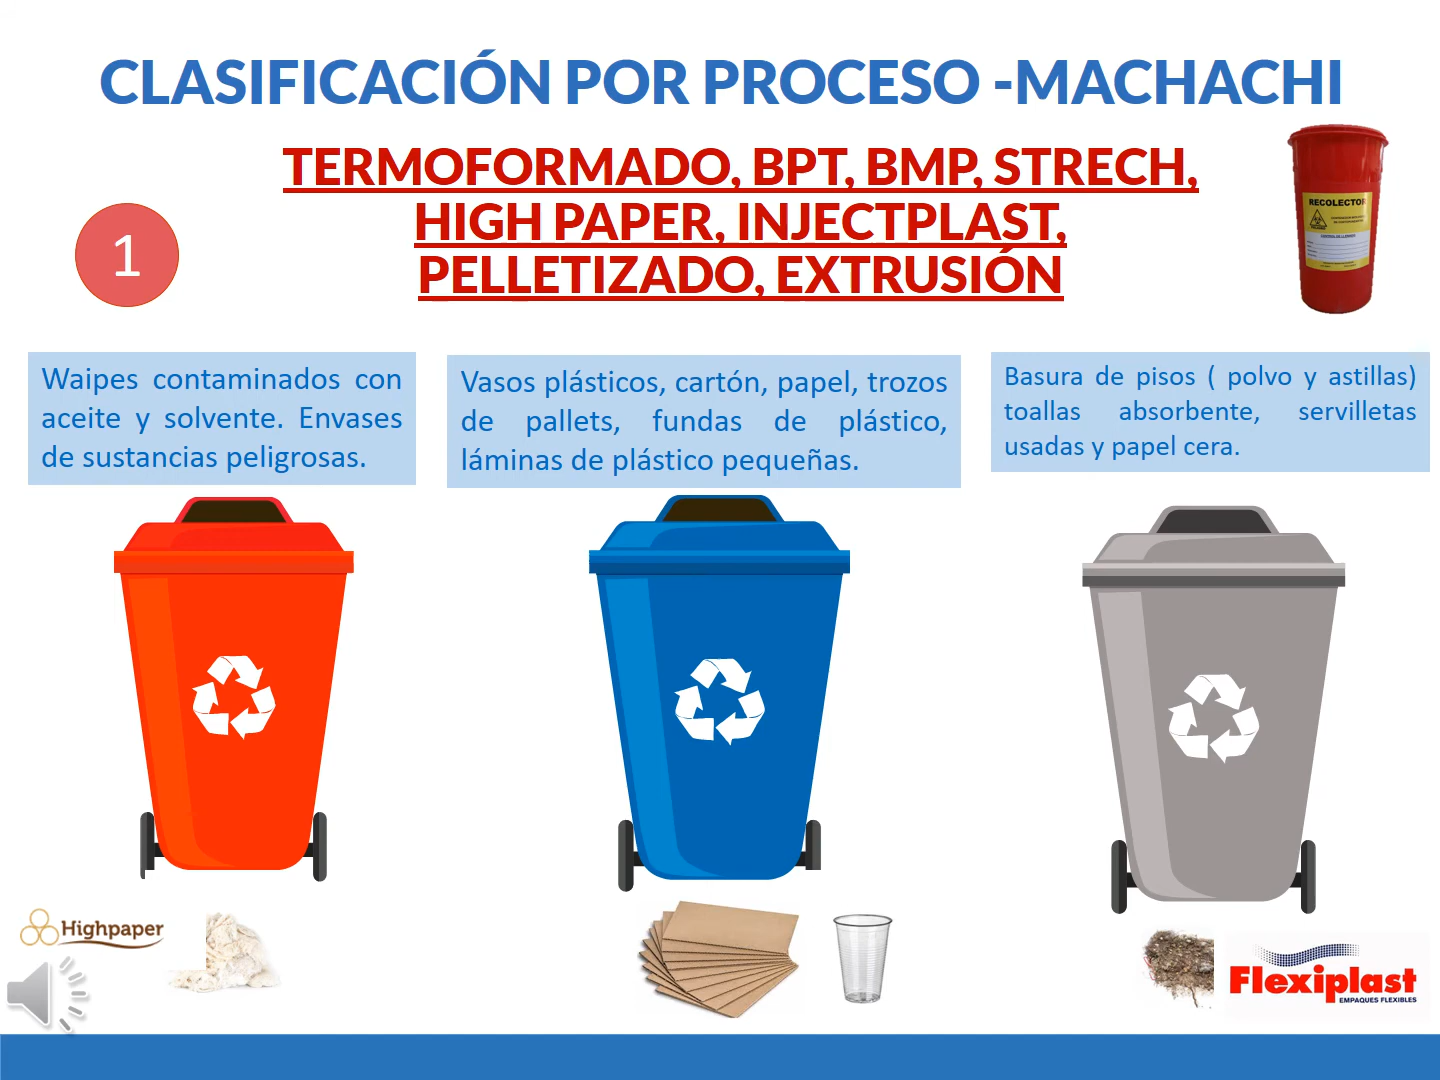 CLASIFICACIÓN POR PROCESO -MACHACHI
TERMOFORMADO, BPT, BMP, STRECH,
HIGH PAPER, INJECTPLAST,
PELLETIZADO, EXTRUSIÓN
1
RECOLECTOR
Waipes contaminados con
aceite y solvente. Envases
de sustancias peligrosas.
Vasos plásticos, cartón, papel, trozos
de pallets, fundas de plástico,
láminas de plástico pequeñas.
Basura de pisos ( polvo y astillas)
toallas absorbente, servilletas
usadas y papel cera.
Highpaper
Flexiplast
EMPAQUES FLEXIBLES